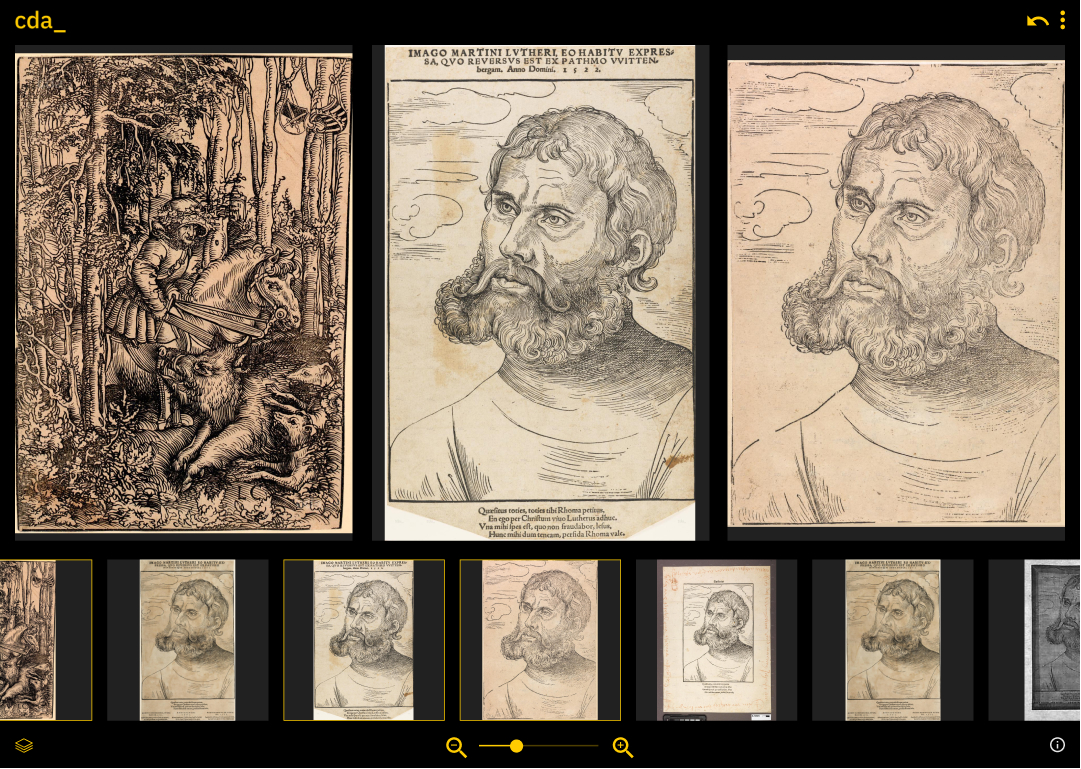 cda_
IMAGO MARTINI LVTHERI, EO HABITV EXPRES-
SA, QVO REVERSVS EST EX PATHMO VVITTEN-
bergam. Anno Domini. 1 5 2 2.
Quæsitus toties, toties tibi Rhoma petitus,
En ego per Christum viuo Lutherus adhuc.
Vna mihi spes est, quo non fraudabor, Iesus,
Hunc mihi dum teneam, perfida Rhoma vale.